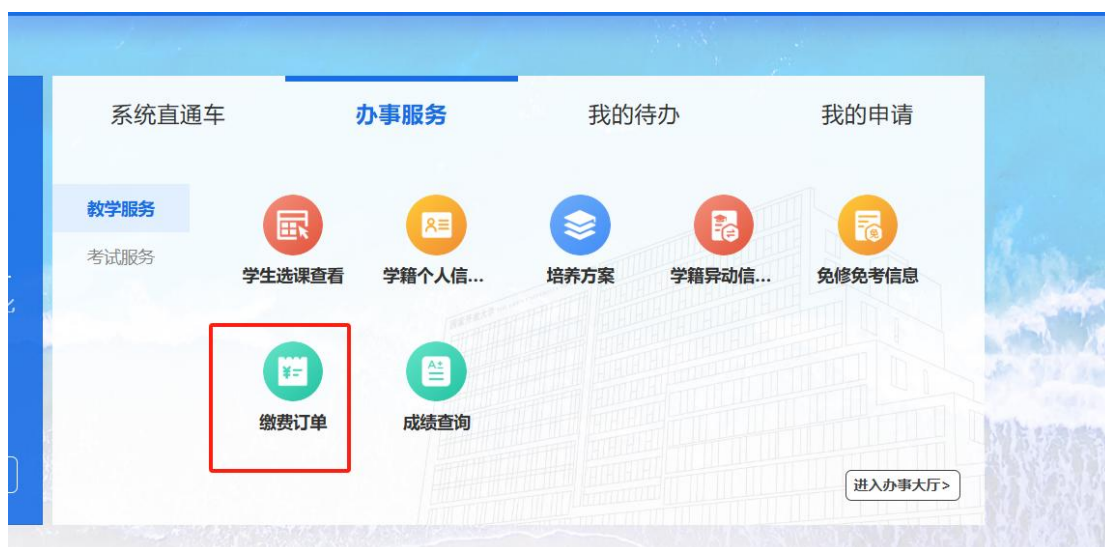 系统直通车
办事服务
我的待办
我的申请
教学服务
考试服务
学生选课查看
学籍个人信...
培养方案
学籍异动信...
免修免考信息
缴费订单
成绩查询
进入办事大厅>